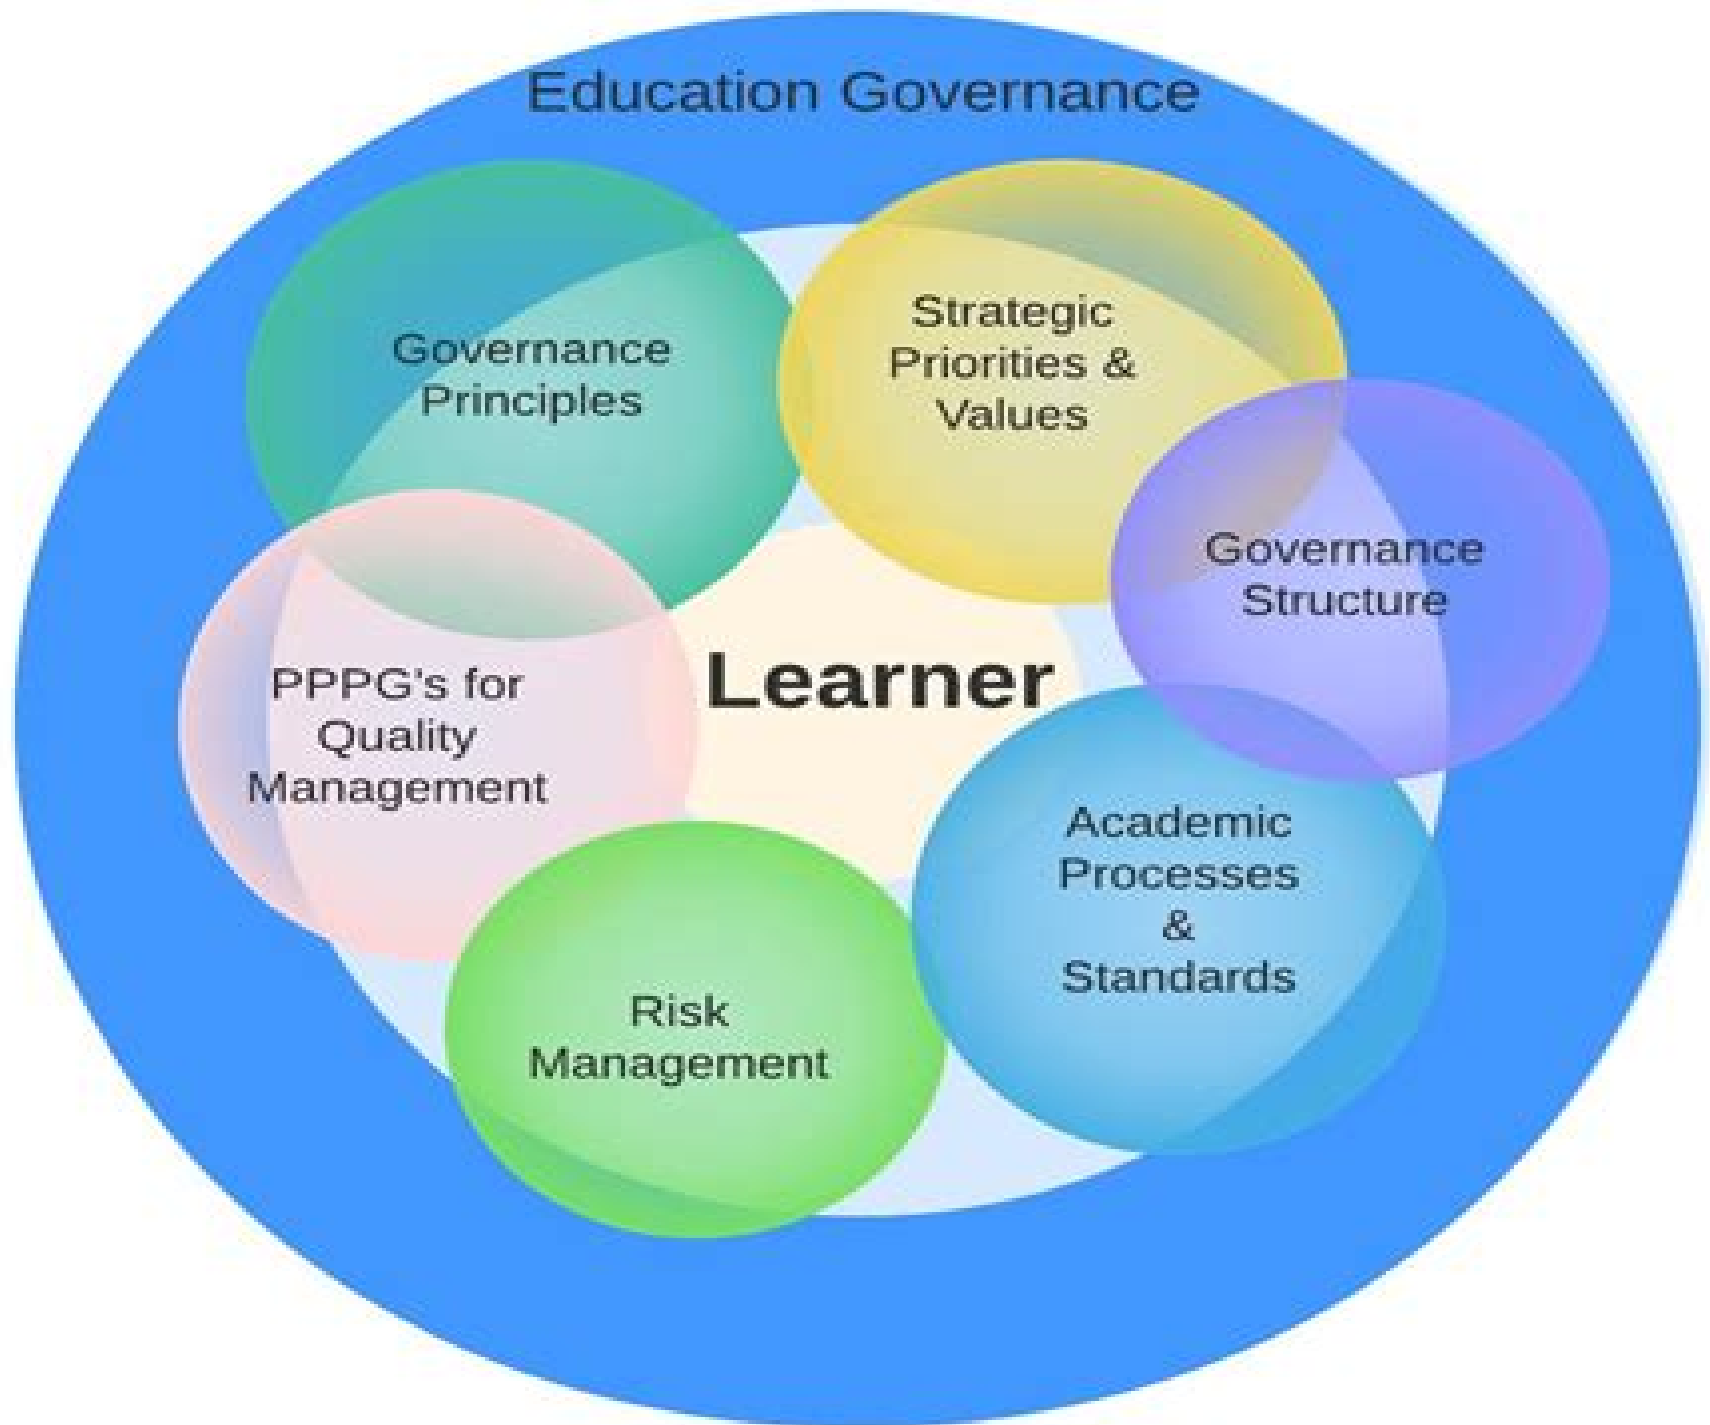 Education Governance
Governance
Principles
Strategic
Priorities &
Values
Governance
Structure
PPPG's for
Quality
Management
Learner
Academic
Processes
&
Standards
Risk
Management